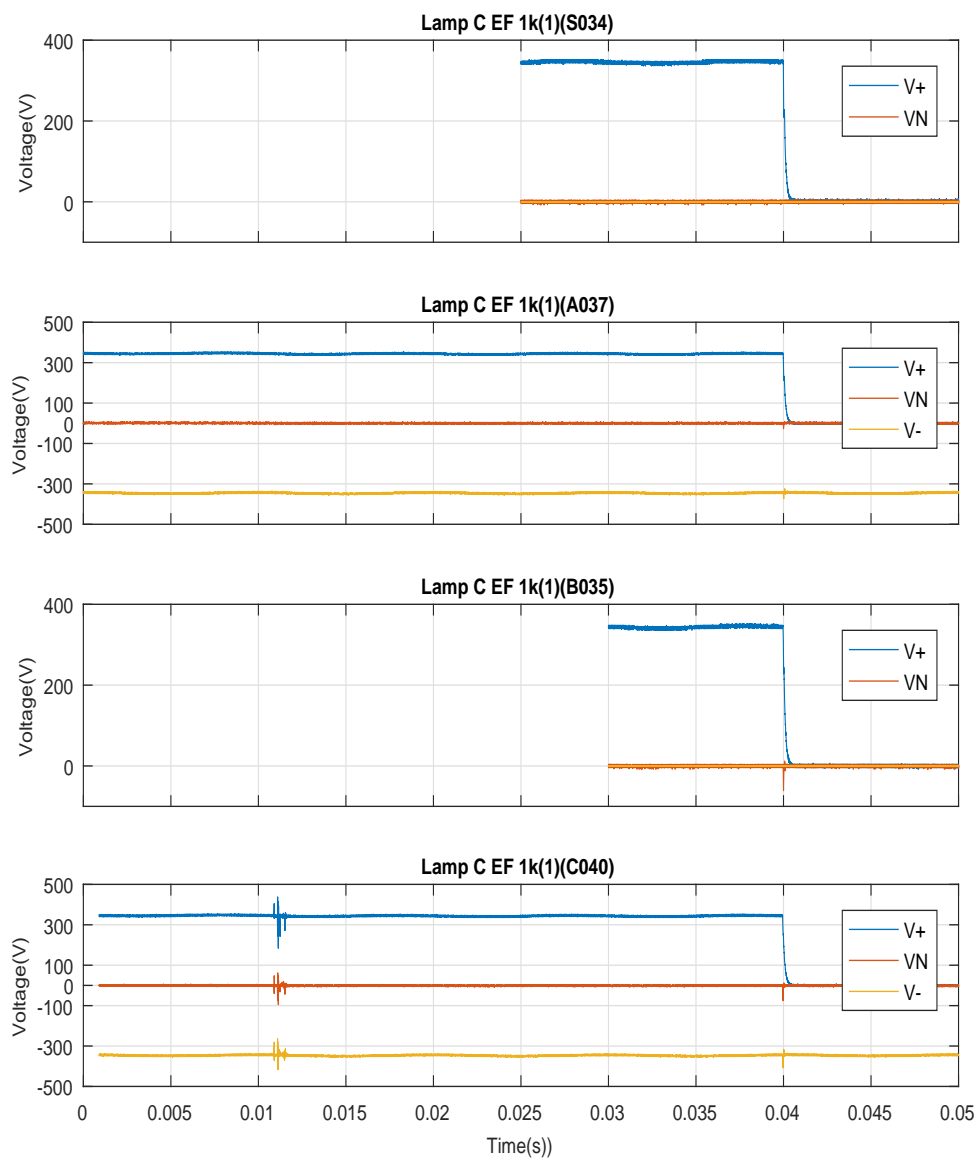 Lamp C EF 1k(1)(S034)
400
200
0
Voltage(V)
V+
VN
Lamp C EF 1k(1)(A037)
500
300
100
0
-100
-300
-500
Voltage(V)
V+
VN
V-
Lamp C EF 1k(1)(B035)
400
200
0
Voltage(V)
V+
VN
Lamp C EF 1k(1)(C040)
500
300
100
0
-100
-300
-500
Voltage(V)
V+
VN
V-
0 0.005 0.01 0.015 0.02 0.025 0.03 0.035 0.04 0.045 0.05
Time(s))